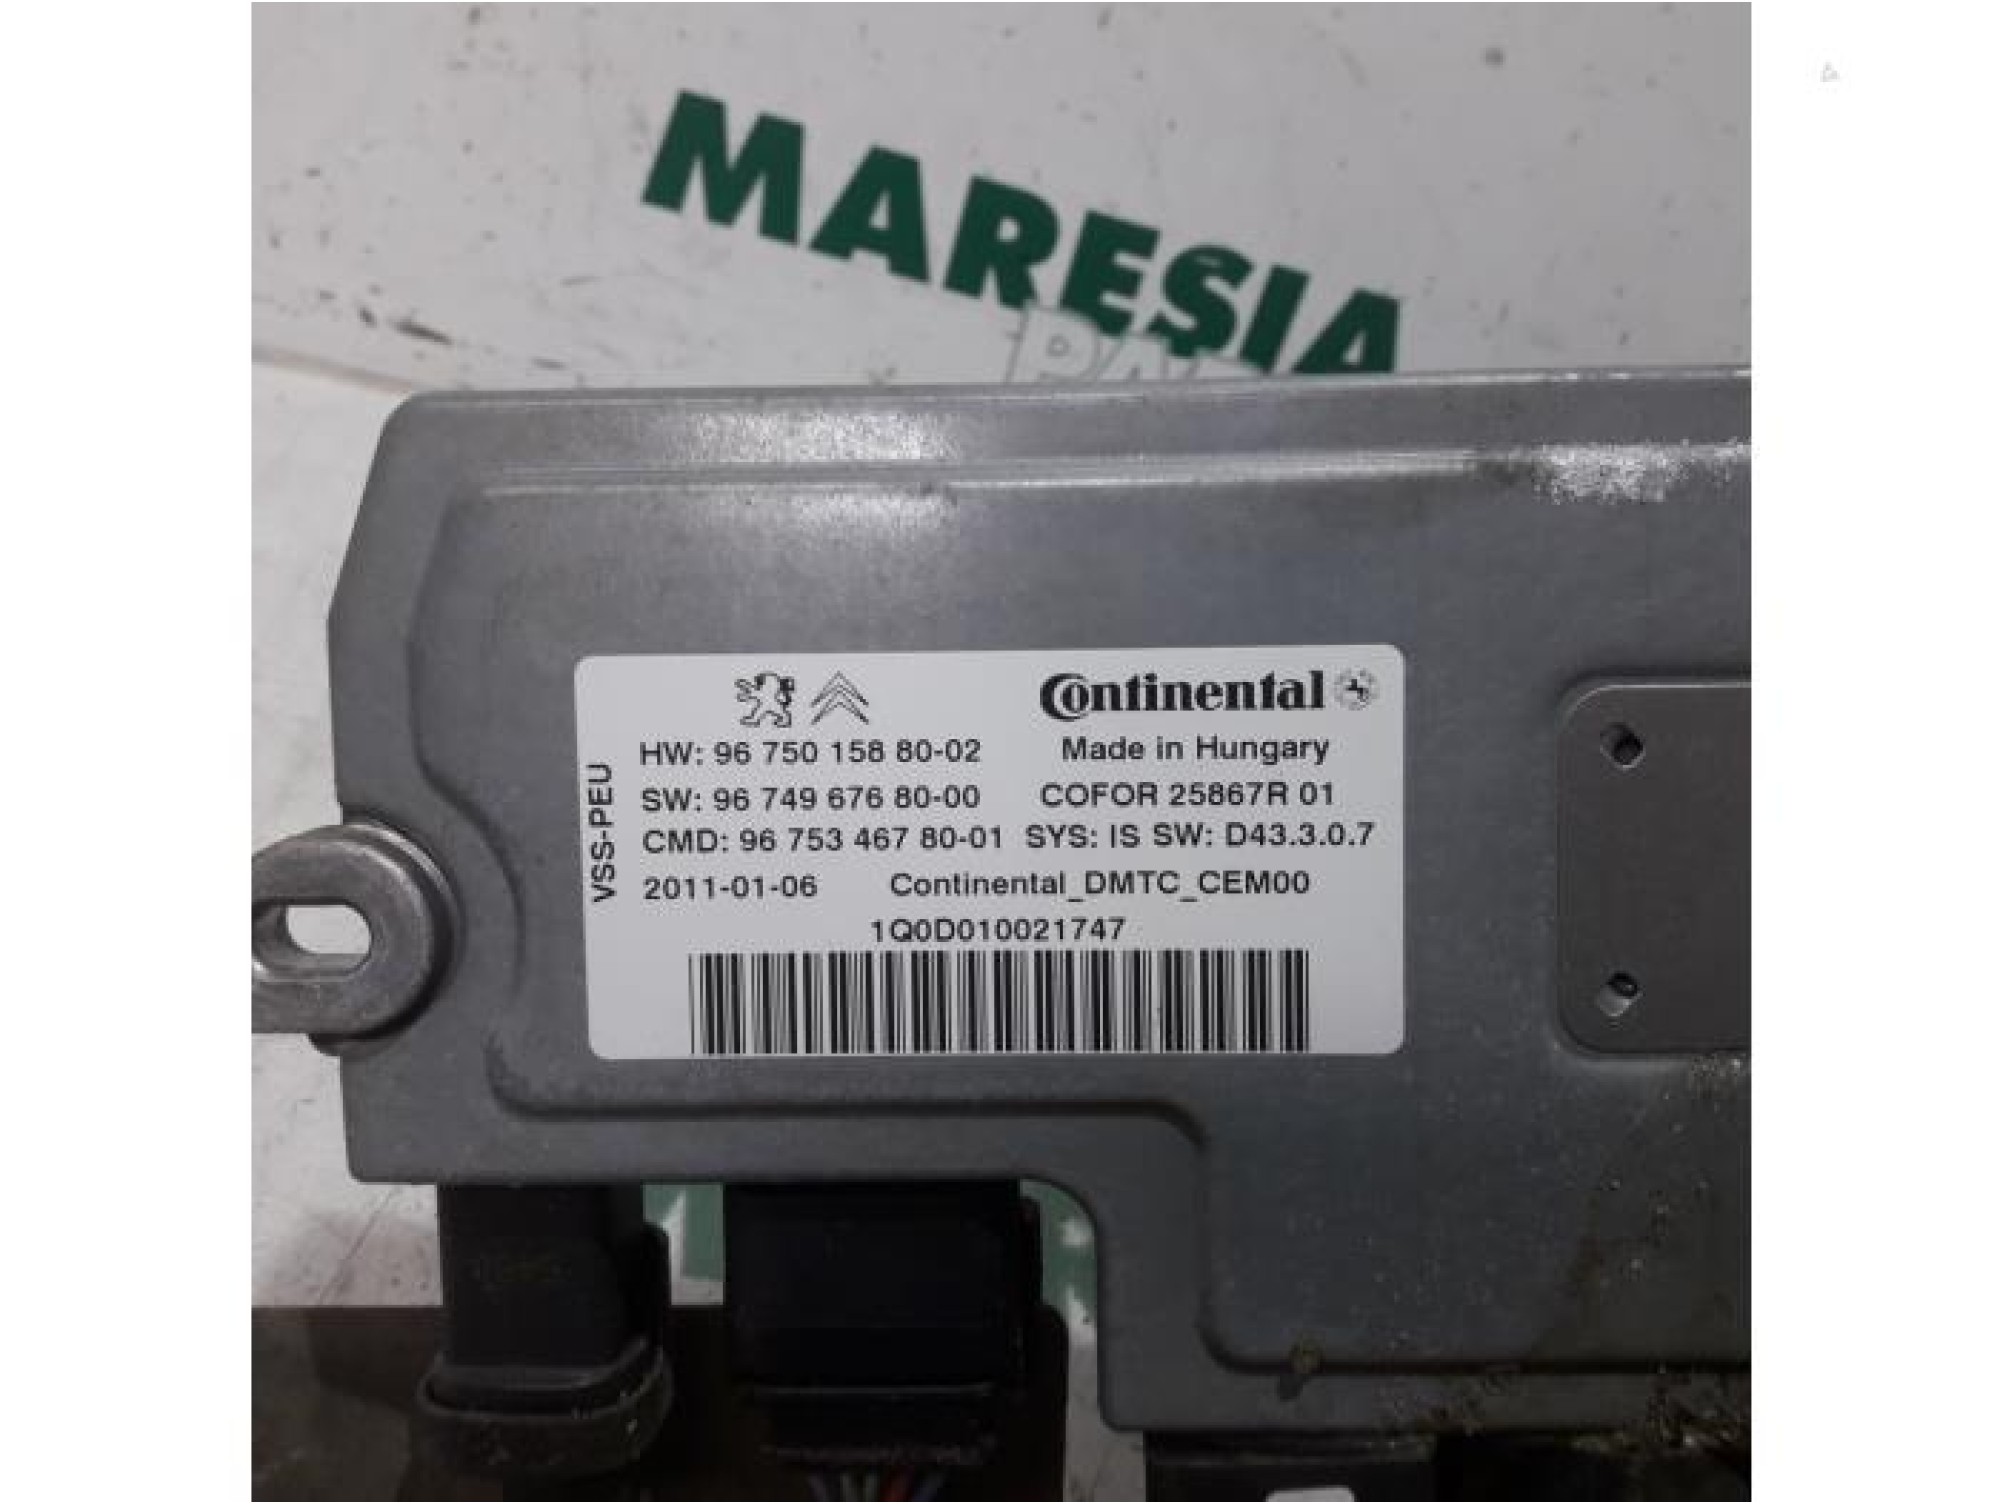 MARESIA
PA
Continental
HW: 96 750 158 80-02 Made in Hungary
SW: 96 749 676 80-00 COFOR 25867R 01
CMD: 96 753 467 80-01 SYS: IS SW: D43.3.0.7
2011-01-06 Continental_DMTC_CEM00
1Q0D010021747
VSS-PEU